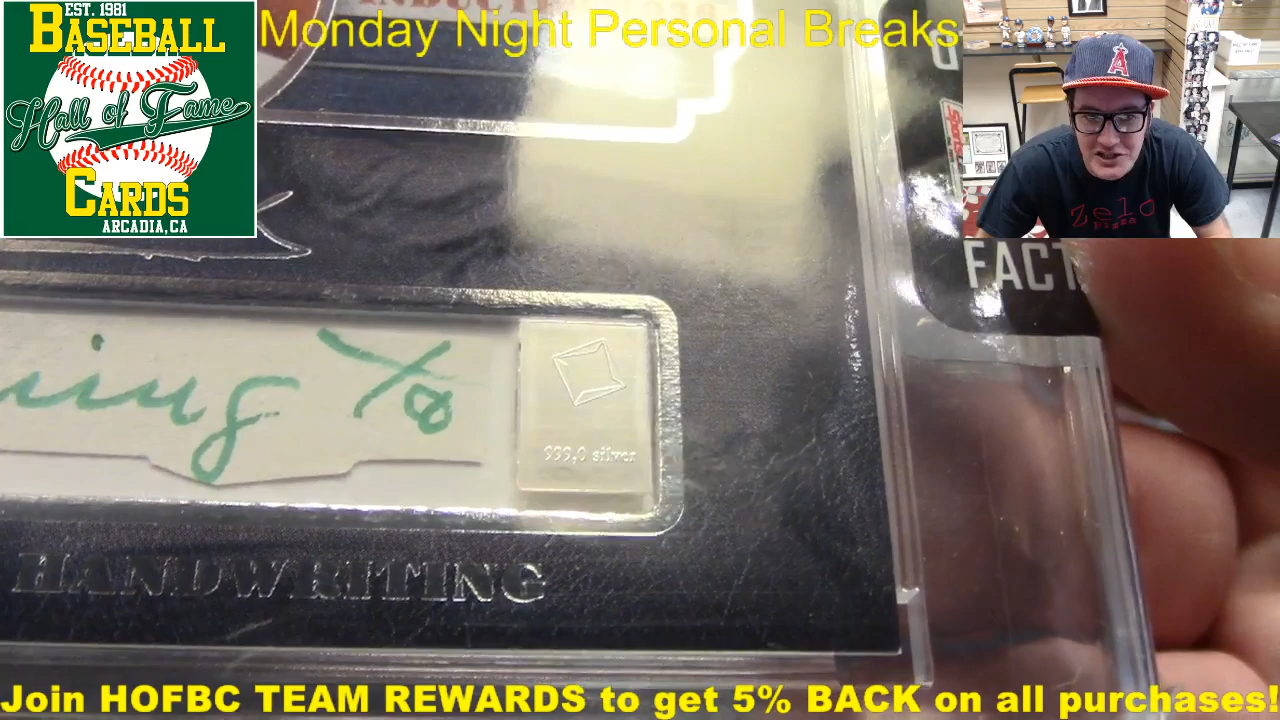 EST. 1981
BASEBALL
Hall of Fame
CARDS
ARCADIA, CA
Monday Night Personal Breaks
A
zelo
pizza
FACT
999,0 silver
HANDWRITING
Join HOFBC TEAM REWARDS to get 5% BACK on all purchases!